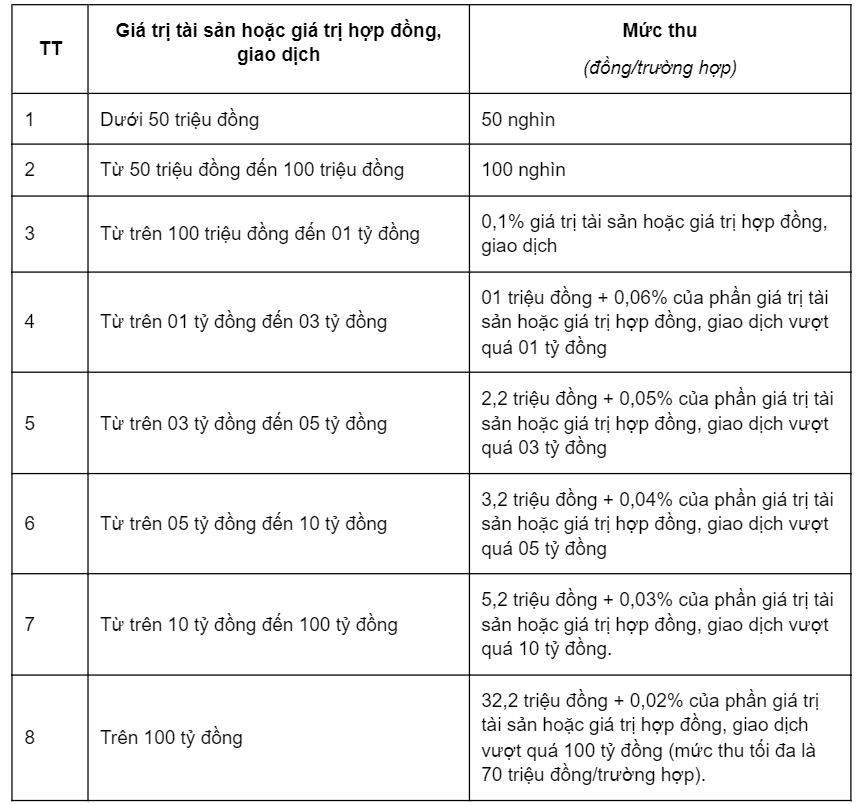 TT
Giá trị tài sản hoặc giá trị hợp đồng,
giao dịch
Mức thu
(đồng/trường hợp)
1
Dưới 50 triệu đồng
50 nghìn
2
Từ 50 triệu đồng đến 100 triệu đồng
100 nghìn
3
Từ trên 100 triệu đồng đến 01 tỷ đồng
0,1% giá trị tài sản hoặc giá trị hợp đồng,
giao dịch
4
Từ trên 01 tỷ đồng đến 03 tỷ đồng
01 triệu đồng + 0,06% của phần giá trị tài
sản hoặc giá trị hợp đồng, giao dịch vượt
quá 01 tỷ đồng
5
Từ trên 03 tỷ đồng đến 05 tỷ đồng
2,2 triệu đồng + 0,05% của phần giá trị tài
sản hoặc giá trị hợp đồng, giao dịch vượt
quá 03 tỷ đồng
6
Từ trên 05 tỷ đồng đến 10 tỷ đồng
3,2 triệu đồng + 0,04% của phần giá trị tài
sản hoặc giá trị hợp đồng, giao dịch vượt
quá 05 tỷ đồng
7
Từ trên 10 tỷ đồng đến 100 tỷ đồng
5,2 triệu đồng + 0,03% của phần giá trị tài
sản hoặc giá trị hợp đồng, giao dịch vượt
quá 10 tỷ đồng.
8
Trên 100 tỷ đồng
32,2 triệu đồng + 0,02% của phần giá trị
tài sản hoặc giá trị hợp đồng, giao dịch
vượt quá 100 tỷ đồng (mức thu tối đa là
70 triệu đồng/trường hợp).